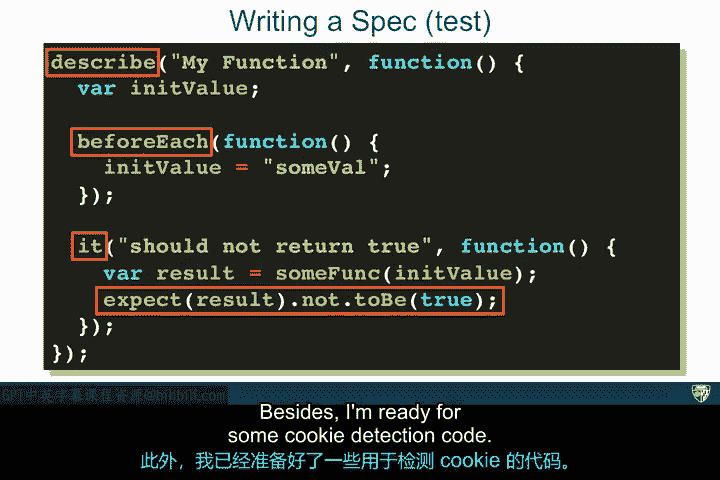 Writing a Spec (test)
describe("My Function", function() {
var initValue;
beforeEach(function() {
initValue = "someVal";
});
it("should not return true", function() {
var result = someFunc(initValue);
expect(result).not.toBe(true);
});
});
Besides, I'm ready for
some cookie detection code.
此外，我已经准备好了一些用于检测 cookie 的代码。